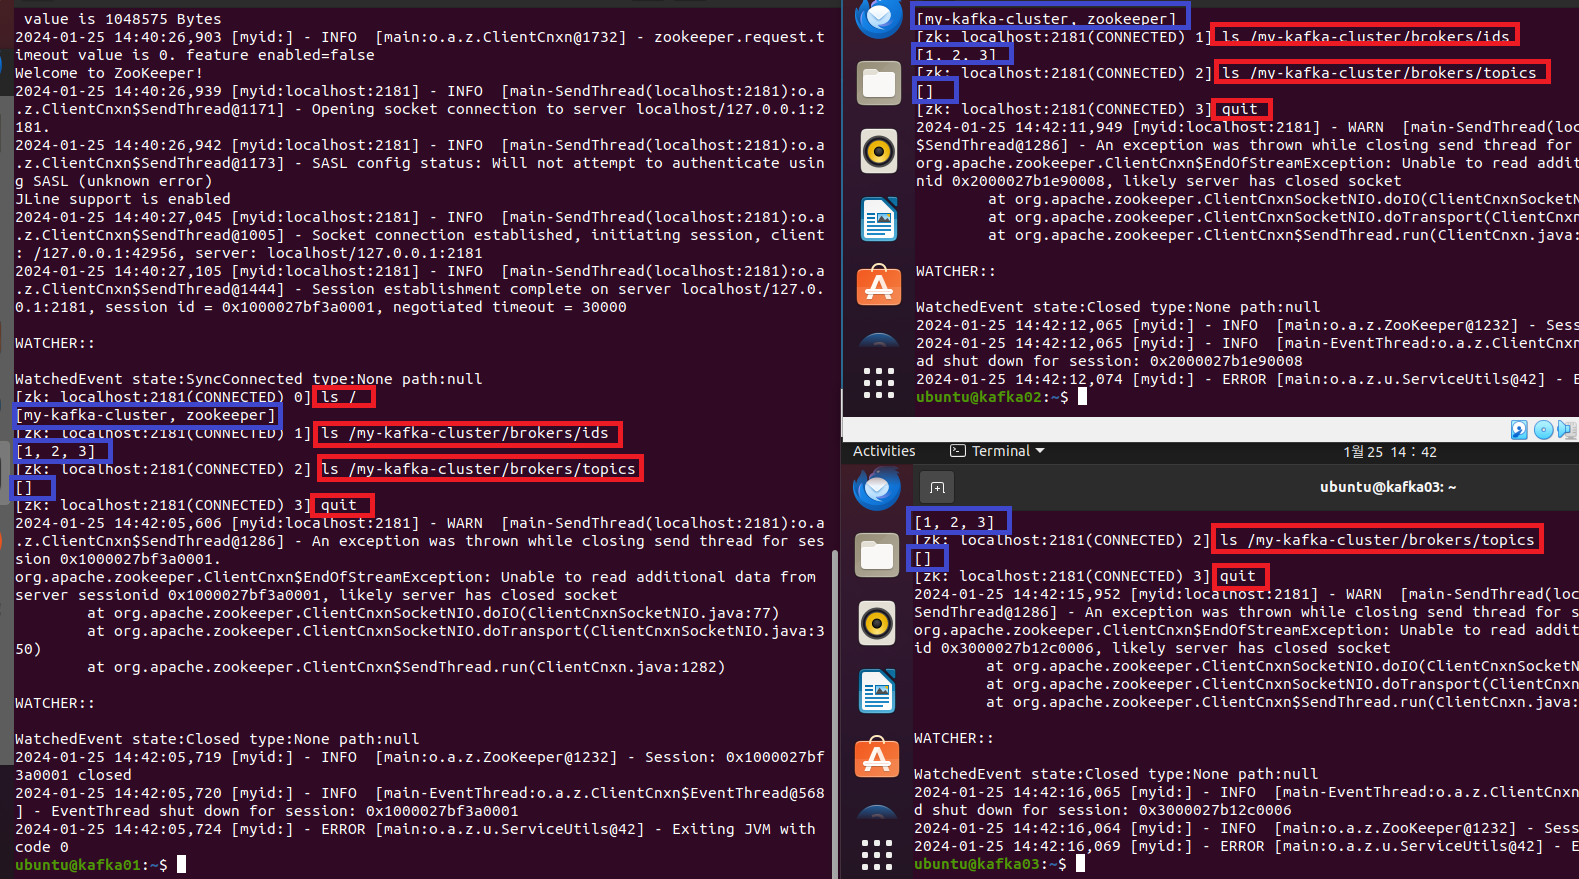 value is 1048575 Bytes
2024-01-25 14:40:26,903 [myid:] - INFO  [main:o.a.z.ClientCnxn@1732] - zookeeper.request.t
imeout value is 0. feature enabled=false
Welcome to ZooKeeper!
2024-01-25 14:40:26,939 [myid:localhost:2181] - INFO  [main-SendThread(localhost:2181):o.a
.z.ClientCnxn$SendThread@1171] - Opening socket connection to server localhost/127.0.0.1:2
181.
2024-01-25 14:40:26,942 [myid:localhost:2181] - INFO  [main-SendThread(localhost:2181):o.a
.z.ClientCnxn$SendThread@1173] - SASL config status: Will not attempt to authenticate usin
g SASL (unknown error)
JLine support is enabled
2024-01-25 14:40:27,045 [myid:localhost:2181] - INFO  [main-SendThread(localhost:2181):o.a
.z.ClientCnxn$SendThread@1005] - Socket connection established, initiating session, client
: /127.0.0.1:42956, server: localhost/127.0.0.1:2181
2024-01-25 14:40:27,105 [myid:localhost:2181] - INFO  [main-SendThread(localhost:2181):o.a
.z.ClientCnxn$SendThread@1444] - Session establishment complete on server localhost/127.0.
0.1:2181, session id = 0x1000027bf3a0001, negotiated timeout = 30000
WATCHER::
WatchedEvent state:SyncConnected type:None path:null
[zk: localhost:2181(CONNECTED) 0] ls /
[my-kafka-cluster, zookeeper]
[zk: localhost:2181(CONNECTED) 1] ls /my-kafka-cluster/brokers/ids
[1, 2, 3]
[zk: localhost:2181(CONNECTED) 2] ls /my-kafka-cluster/brokers/topics
[]
[zk: localhost:2181(CONNECTED) 3] quit
2024-01-25 14:42:05,606 [myid:localhost:2181] - WARN  [main-SendThread(localhost:2181):o.a
.z.ClientCnxn$SendThread@1286] - An exception was thrown while closing send thread for ses
sion 0x1000027bf3a0001.
org.apache.zookeeper.ClientCnxn$EndOfStreamException: Unable to read additional data from
server sessionid 0x1000027bf3a0001, likely server has closed socket
at org.apache.zookeeper.ClientCnxnSocketNIO.doIO(ClientCnxnSocketNIO.java:77)
at org.apache.zookeeper.ClientCnxnSocketNIO.doTransport(ClientCnxnSocketNIO.java:3
50)
at org.apache.zookeeper.ClientCnxn$SendThread.run(ClientCnxn.java:1282)
WATCHER::
WatchedEvent state:Closed type:None path:null
2024-01-25 14:42:05,719 [myid:] - INFO  [main:o.a.z.ZooKeeper@1232] - Session: 0x1000027bf
3a0001 closed
2024-01-25 14:42:05,720 [myid:] - INFO  [main-EventThread:o.a.z.ClientCnxn$EventThread@568
] - EventThread shut down for session: 0x1000027bf3a0001
2024-01-25 14:42:05,724 [myid:] - ERROR [main:o.a.z.u.ServiceUtils@42] - Exiting JVM with
code 0
ubuntu@kafka01:~$
[my-kafka-cluster, zookeeper]
[zk: localhost:2181(CONNECTED) 1] ls /my-kafka-cluster/brokers/ids
[1, 2, 3]
[zk: localhost:2181(CONNECTED) 2] ls /my-kafka-cluster/brokers/topics
[]
[zk: localhost:2181(CONNECTED) 3] quit
2024-01-25 14:42:11,949 [myid:localhost:2181] - WARN  [main-SendThread(loc
$SendThread@1286] - An exception was thrown while closing send thread for
org.apache.zookeeper.ClientCnxn$EndOfStreamException: Unable to read addit
nid 0x2000027b1e90008, likely server has closed socket
at org.apache.zookeeper.ClientCnxnSocketNIO.doIO(ClientCnxnSocketN
at org.apache.zookeeper.ClientCnxnSocketNIO.doTransport(ClientCnxn
at org.apache.zookeeper.ClientCnxn$SendThread.run(ClientCnxn.java:
WATCHER::
WatchedEvent state:Closed type:None path:null
2024-01-25 14:42:12,065 [myid:] - INFO  [main:o.a.z.ZooKeeper@1232] - Sess
2024-01-25 14:42:12,065 [myid:] - INFO  [main-EventThread:o.a.z.ClientCnxn
ad shut down for session: 0x2000027b1e90008
2024-01-25 14:42:12,074 [myid:] - ERROR [main:o.a.z.u.ServiceUtils@42] - E
ubuntu@kafka02:~$
Activities Terminal 1월 25 14 : 42
ubuntu@kafka03: ~
[1, 2, 3]
[zk: localhost:2181(CONNECTED) 2] ls /my-kafka-cluster/brokers/topics
[]
[zk: localhost:2181(CONNECTED) 3] quit
2024-01-25 14:42:15,952 [myid:localhost:2181] - WARN  [main-SendThread(loc
SendThread@1286] - An exception was thrown while closing send thread for s
org.apache.zookeeper.ClientCnxn$EndOfStreamException: Unable to read addit
id 0x3000027b12c0006, likely server has closed socket
at org.apache.zookeeper.ClientCnxnSocketNIO.doIO(ClientCnxnSocketN
at org.apache.zookeeper.ClientCnxnSocketNIO.doTransport(ClientCnxn
at org.apache.zookeeper.ClientCnxn$SendThread.run(ClientCnxn.java:
WATCHER::
WatchedEvent state:Closed type:None path:null
2024-01-25 14:42:16,065 [myid:] - INFO  [main-EventThread:o.a.z.ClientCnxn
d shut down for session: 0x3000027b12c0006
2024-01-25 14:42:16,064 [myid:] - INFO  [main:o.a.z.ZooKeeper@1232] - Sess
2024-01-25 14:42:16,069 [myid:] - ERROR [main:o.a.z.u.ServiceUtils@42] - E
ubuntu@kafka03:~$